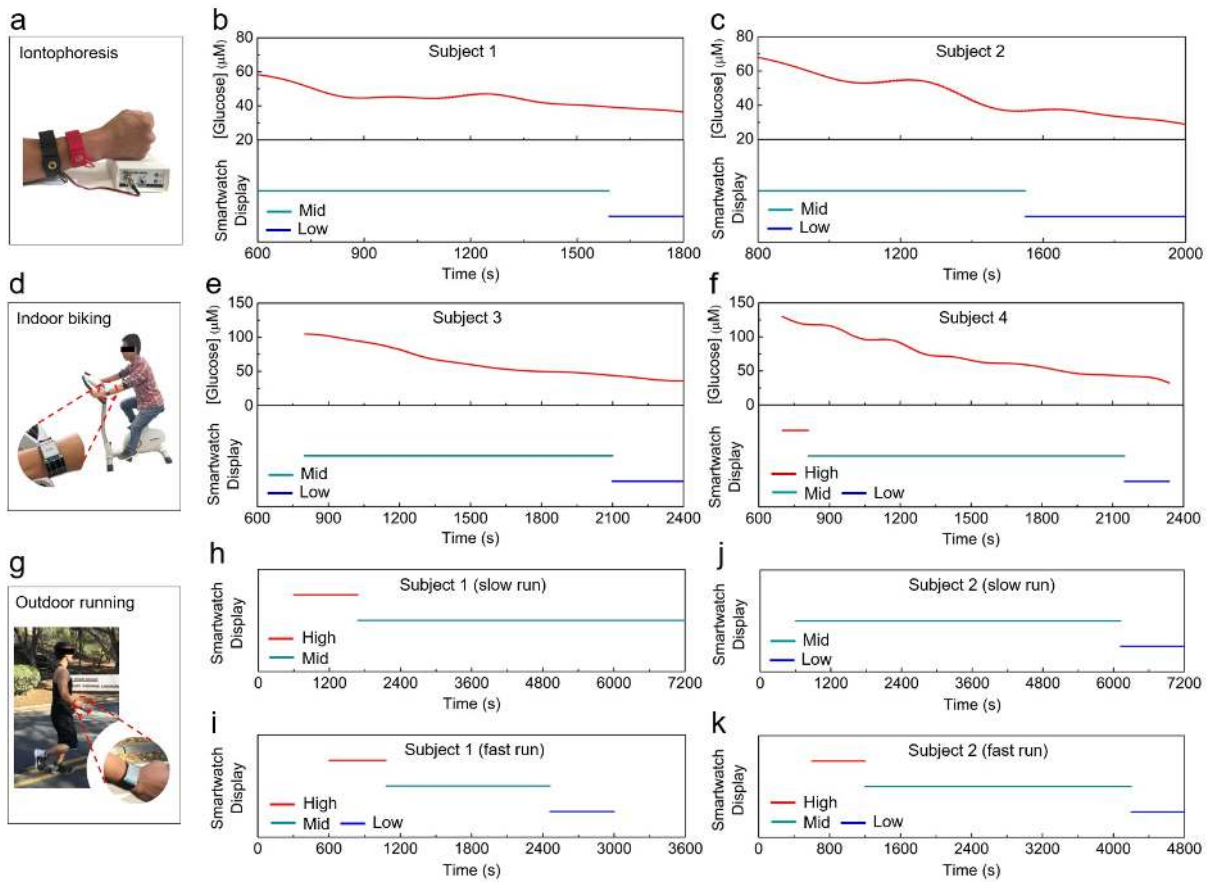 a
Iontophoresis
b
Subject 1
[Glucose] (µM)
80
60
40
20
Smartwatch
Display
Mid
Low
600 900 1200 1500 1800
Time (s)
c
Subject 2
[Glucose] (µM)
80
60
40
20
Smartwatch
Display
Mid
Low
800 1200 1600 2000
Time (s)
d
Indoor biking
e
Subject 3
[Glucose] (µM)
150
100
50
0
Smartwatch
Display
Mid
Low
600 900 1200 1500 1800 2100 2400
Time (s)
f
Subject 4
[Glucose] (µM)
150
100
50
0
Smartwatch
Display
High
Mid Low
600 900 1200 1500 1800 2100 2400
Time (s)
g
Outdoor running
h
Subject 1 (slow run)
Smartwatch
Display
High
Mid
0 1200 2400 3600 4800 6000 7200
Time (s)
j
Subject 2 (slow run)
Smartwatch
Display
Mid
Low
0 1200 2400 3600 4800 6000 7200
Time (s)
i
Subject 1 (fast run)
Smartwatch
Display
High
Mid Low
0 600 1200 1800 2400 3000 3600
Time (s)
k
Subject 2 (fast run)
Smartwatch
Display
High
Mid Low
0 600 1200 1800 2400 3000 3600 4200 4800
Time (s)